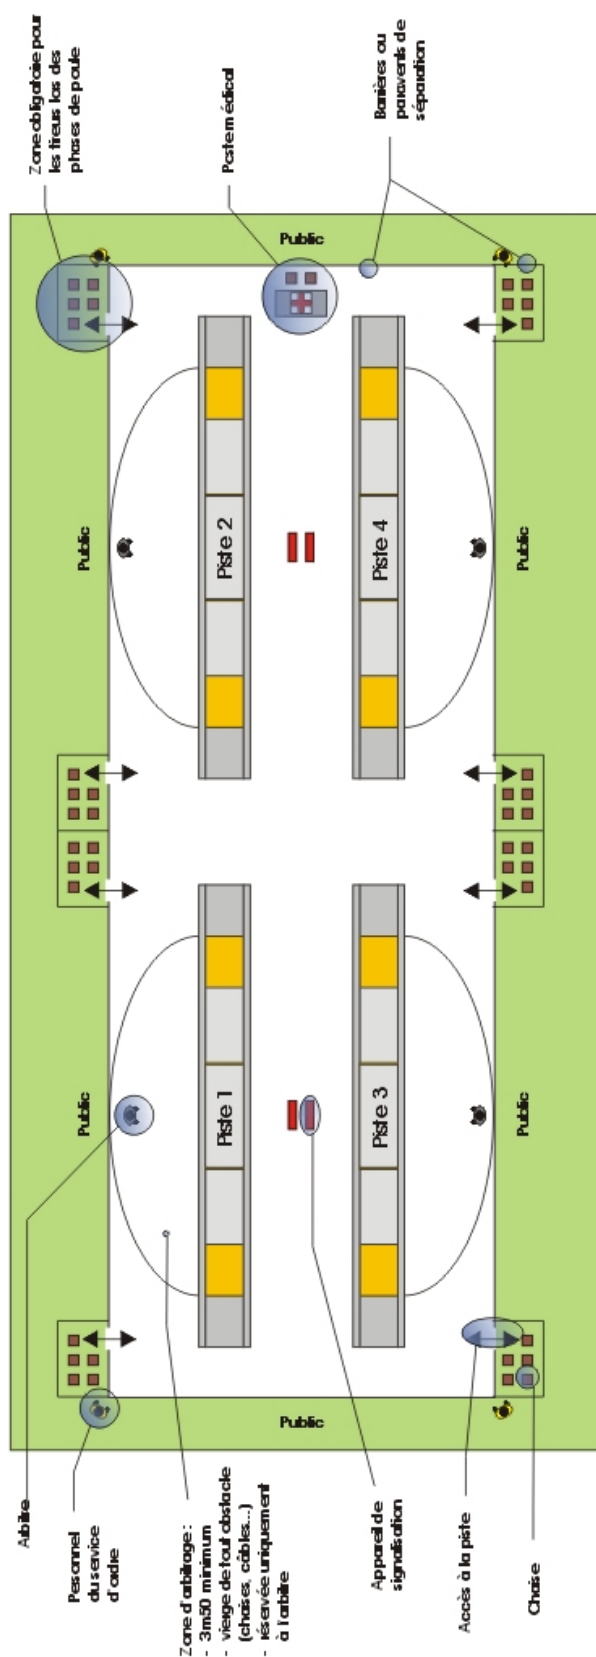 Arbitre
Personnel
du service
d'ordre
Zone d'arbitrage :
- 3m50 minimum
- vierge de tout obstacle
(chaises, câbles...)
- réservée uniquement
à l'arbitre
Appareil de
signalisation
Accès à la piste
Chaise
Public
Public
Public
Piste 1
Piste 2
Public
Public
Piste 3
Piste 4
Public
Public
Zone obligatoire pour
les tireurs lors des
phases de poule
Poste médical
Barrières ou
paravents de
séparation